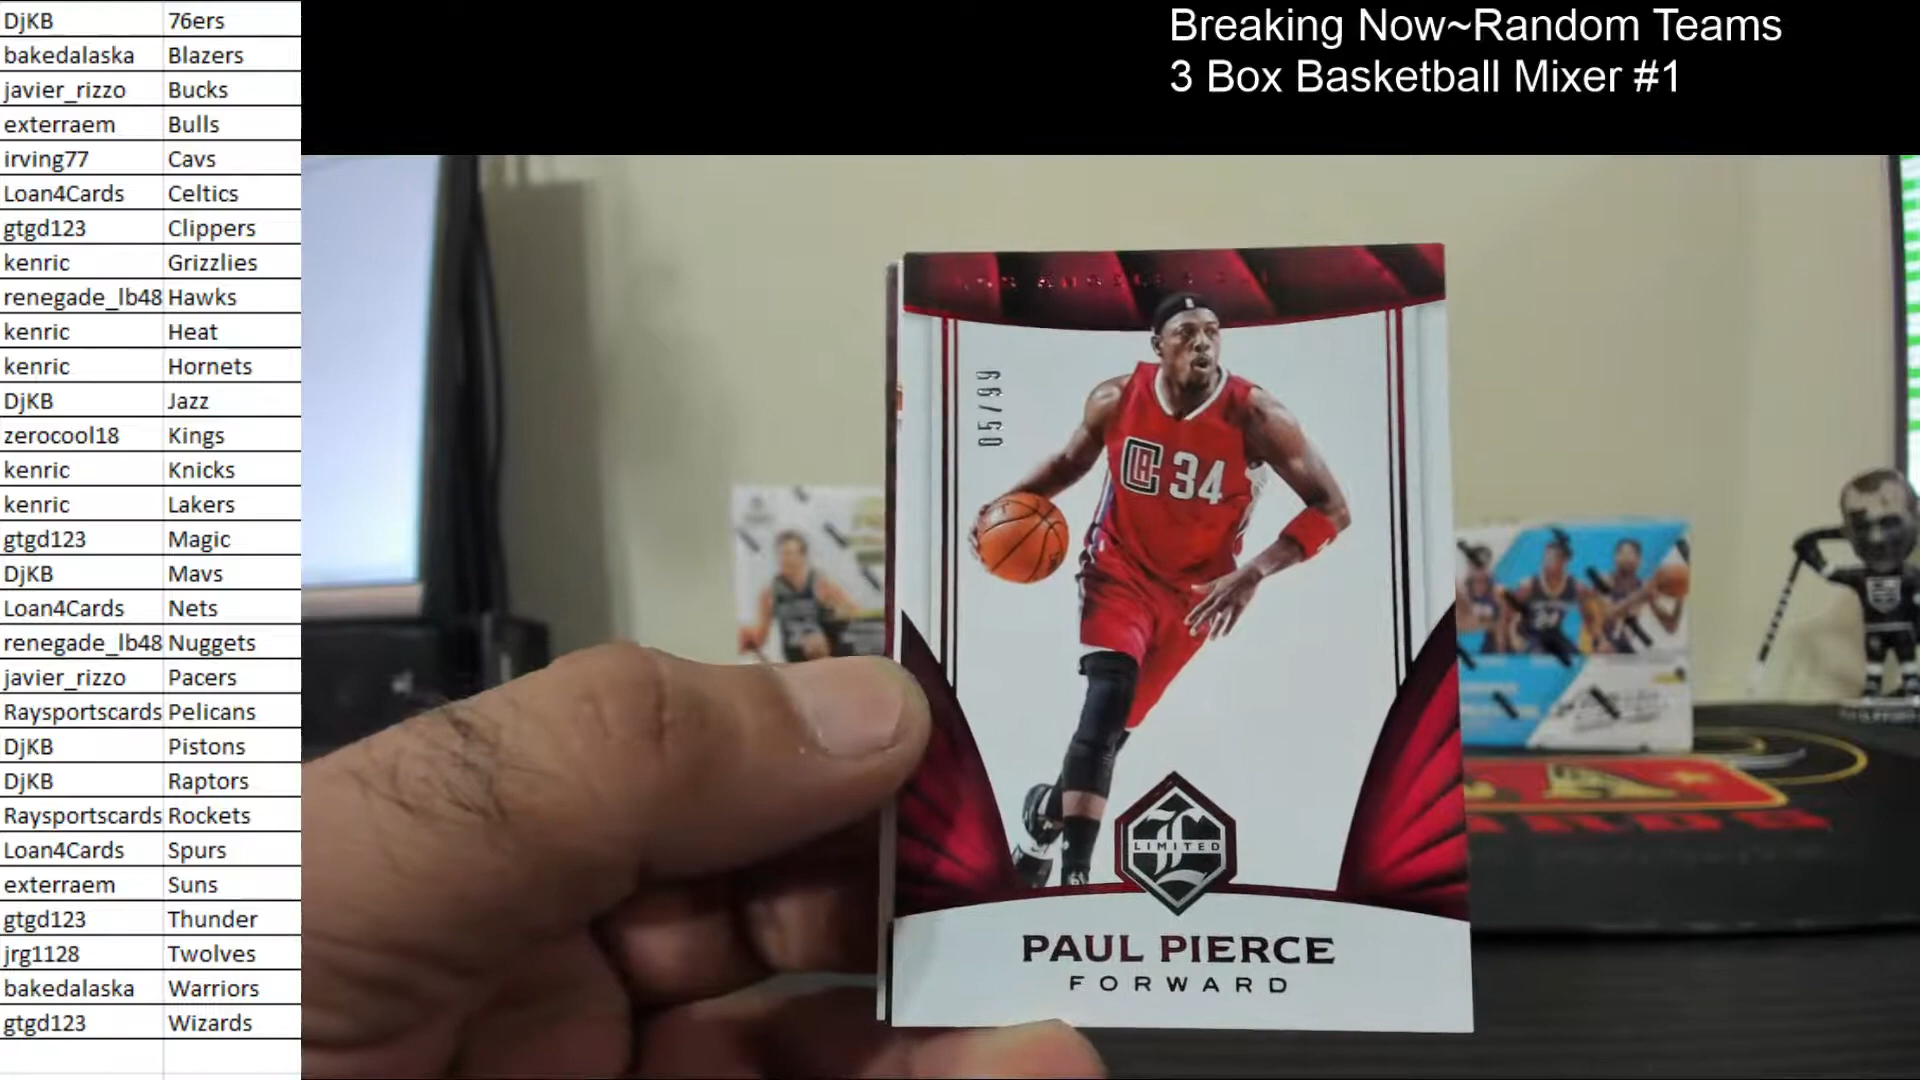 DjKB 76ers
bakedalaska Blazers
javier_rizzo Bucks
exterraem Bulls
irving77 Cavs
Loan4Cards Celtics
gtgd123 Clippers
kenric Grizzlies
renegade_lb48 Hawks
kenric Heat
kenric Hornets
DjKB Jazz
zerocool18 Kings
kenric Knicks
kenric Lakers
gtgd123 Magic
DjKB Mavs
Loan4Cards Nets
renegade_lb48 Nuggets
javier_rizzo Pacers
Raysportscards Pelicans
DjKB Pistons
DjKB Raptors
Raysportscards Rockets
Loan4Cards Spurs
exterraem Suns
gtgd123 Thunder
jrg1128 Twolves
bakedalaska Warriors
gtgd123 Wizards
Breaking Now~Random Teams
3 Box Basketball Mixer #1
05/99
34
L
LIMITED
PAUL PIERCE
FORWARD